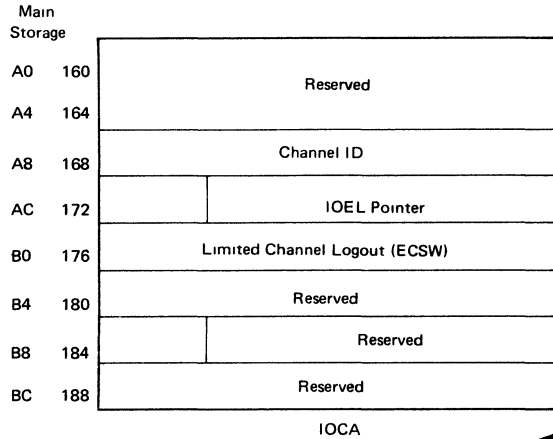 Main
Storage
A0 160
Reserved
A4 164
A8 168 Channel ID
AC 172 IOEL Pointer
B0 176 Limited Channel Logout (ECSW)
B4 180 Reserved
B8 184 Reserved
BC 188 Reserved
IOCA